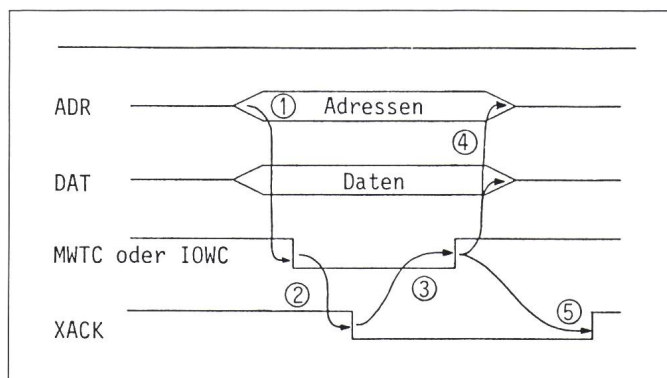 ADR
① Adressen
④
DAT
Daten
MWTC oder IOWC
②
③
⑤
XACK